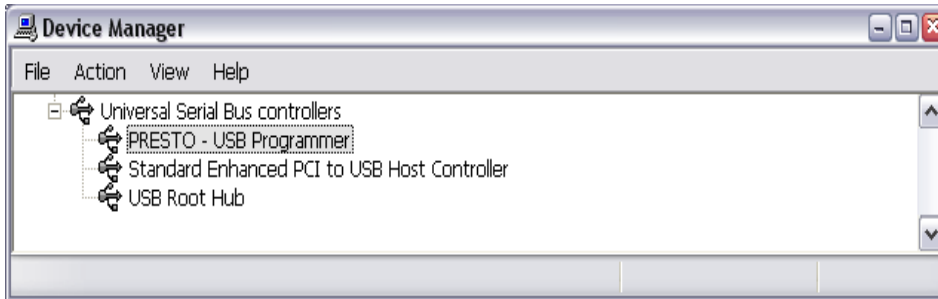 Device Manager
File Action View Help
Universal Serial Bus controllers
PRESTO - USB Programmer
Standard Enhanced PCI to USB Host Controller
USB Root Hub